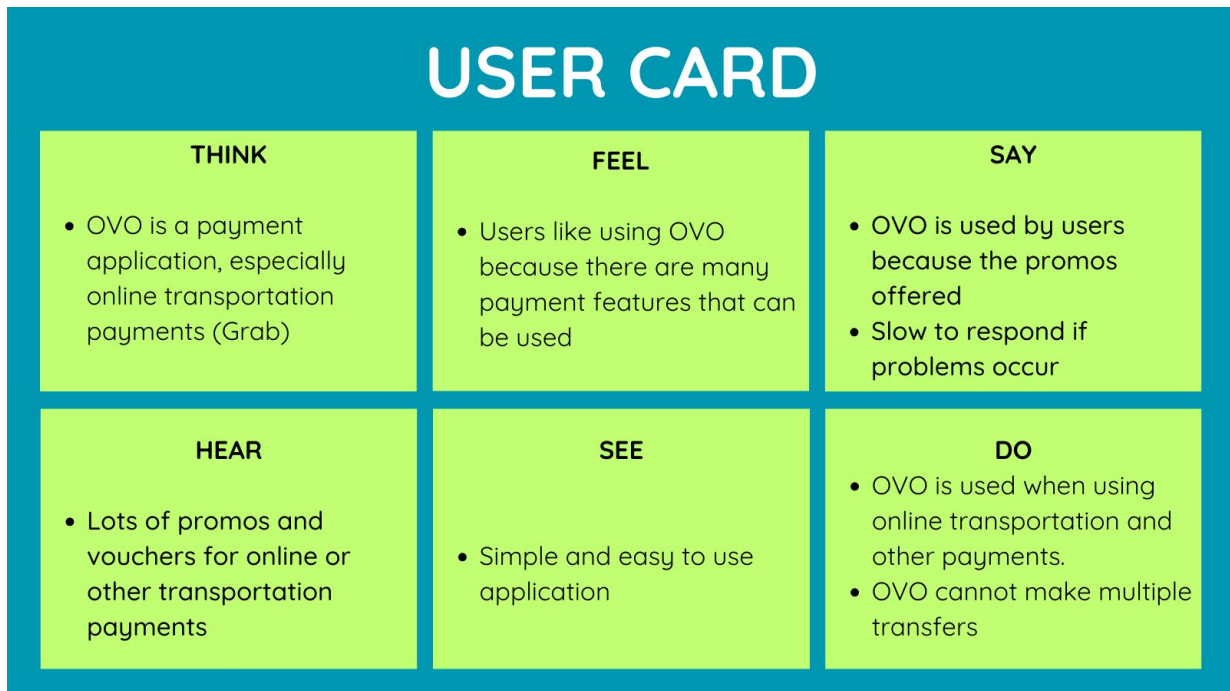 USER CARD
THINK
• OVO is a payment
application, especially
online transportation
payments (Grab)
FEEL
• Users like using OVO
because there are many
payment features that can
be used
SAY
• OVO is used by users
because the promos
offered
• Slow to respond if
problems occur
HEAR
• Lots of promos and
vouchers for online or
other transportation
payments
SEE
• Simple and easy to use
application
DO
• OVO is used when using
online transportation and
other payments.
• OVO cannot make multiple
transfers